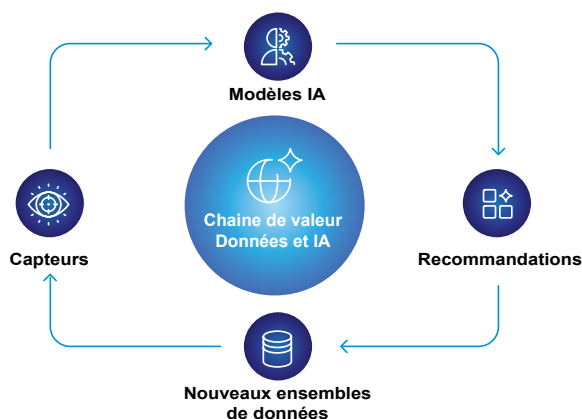 Modèles IA
Chaine de valeur
Données et IA
Capteurs
Recommandations
Nouveaux ensembles
de données